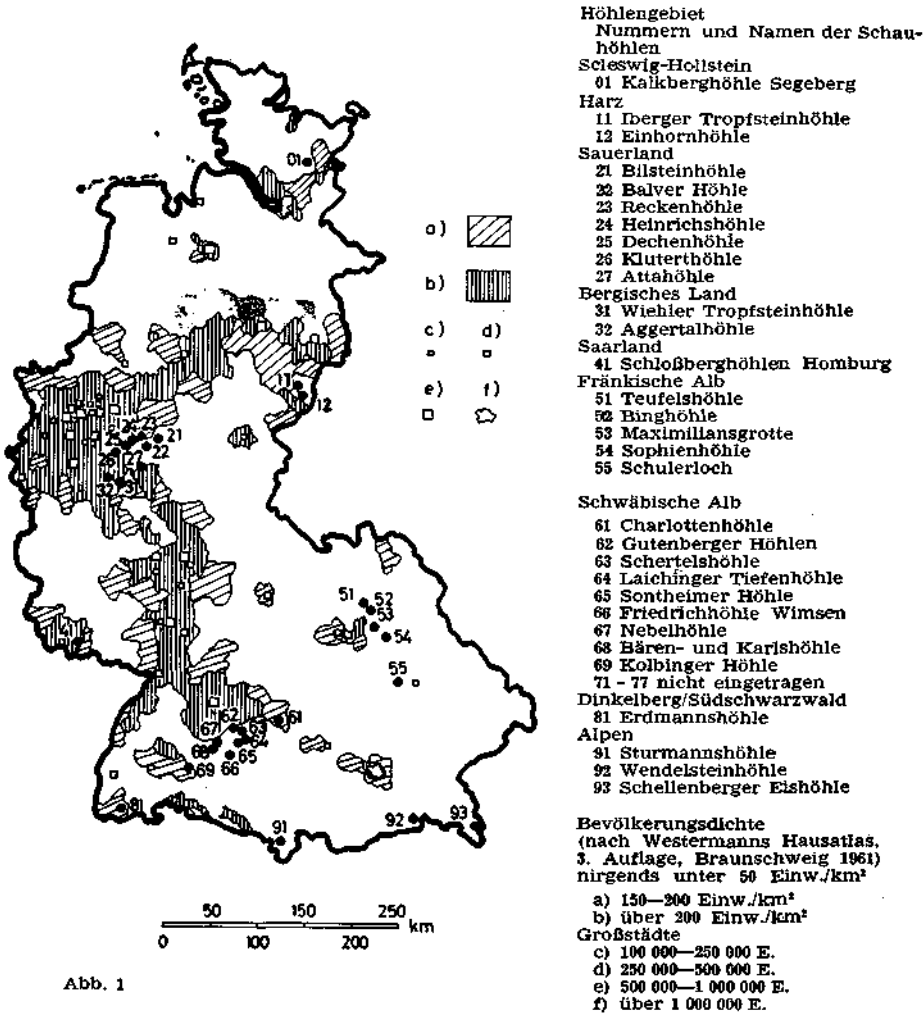 Höhlengebiet
Nummern und Namen der Schau-
höhlen
Scleswig-Hollstein
01 Kalkberghöhle Segeberg
Harz
11 Iberger Tropfsteinhöhle
12 Einhornhöhle
Sauerland
21 Bilsteinhöhle
22 Balver Höhle
23 Reckenhöhle
24 Heinrichshöhle
25 Dechenhöhle
26 Kluterthöhle
27 Attahöhle
Bergisches Land
31 Wiehler Tropfsteinhöhle
32 Aggertalhöhle
Saarland
41 Schloßberghöhlen Homburg
Fränkische Alb
51 Teufelshöhle
52 Binghöhle
53 Maximiliansgrotte
54 Sophienhöhle
55 Schulerloch
Schwäbische Alb
61 Charlottenhöhle
62 Gutenberger Höhlen
63 Schertelshöhle
64 Laichinger Tiefenhöhle
65 Sontheimer Höhle
66 Friedrichhöhle Wimsen
67 Nebelhöhle
68 Bären- und Karlshöhle
69 Kolbinger Höhle
71 - 77 nicht eingetragen
Dinkelberg/Südschwarzwald
81 Erdmannshöhle
Alpen
91 Sturmannshöhle
92 Wendelsteinhöhle
93 Schellenberger Eishöhle
Bevölkerungsdichte
(nach Westermanns Hausatlas,
3. Auflage, Braunschweig 1961)
nirgends unter 50 Einw./km²
a) 150—200 Einw./km²
b) über 200 Einw./km²
Großstädte
c) 100 000—250 000 E.
d) 250 000—500 000 E.
e) 500 000—1 000 000 E.
f) über 1 000 000 E.
01
a)
b)
c) d)
e) f)
11
12
25 24 23 21
22
26 27
32 31
41
51 52
53
54
55
61
62
63
67
64
68
65
66
69
81
91
92
93
50 150 250
km
0 100 200
Abb. 1